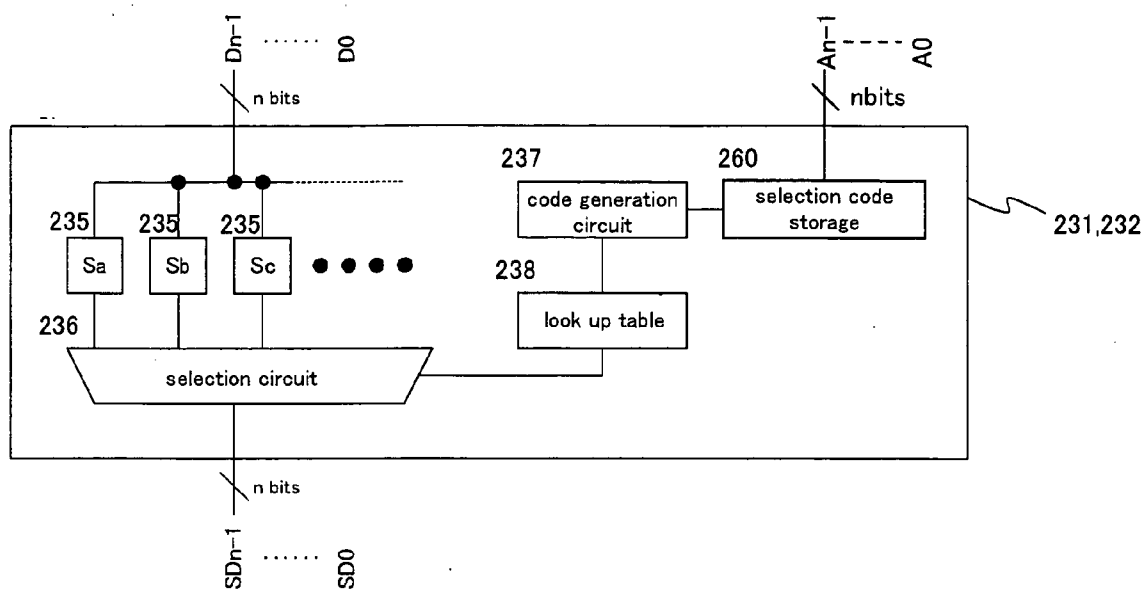 Dn-1 ...... D0
n bits
An-1 ---- A0
nbits
237
260
code generation
circuit
selection code
storage
231,232
235
235
235
Sa
Sb
Sc
238
look up table
236
selection circuit
n bits
SDn-1 ...... SD0